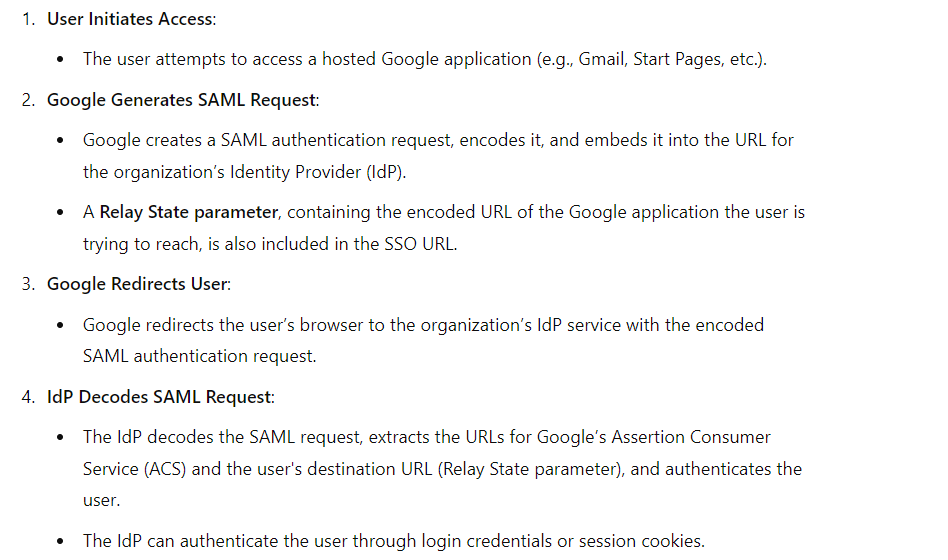 1. User Initiates Access:
• The user attempts to access a hosted Google application (e.g., Gmail, Start Pages, etc.).
2. Google Generates SAML Request:
• Google creates a SAML authentication request, encodes it, and embeds it into the URL for
the organization’s Identity Provider (IdP).
• A Relay State parameter, containing the encoded URL of the Google application the user is
trying to reach, is also included in the SSO URL.
3. Google Redirects User:
• Google redirects the user’s browser to the organization’s IdP service with the encoded
SAML authentication request.
4. IdP Decodes SAML Request:
• The IdP decodes the SAML request, extracts the URLs for Google’s Assertion Consumer
Service (ACS) and the user's destination URL (Relay State parameter), and authenticates the
user.
• The IdP can authenticate the user through login credentials or session cookies.